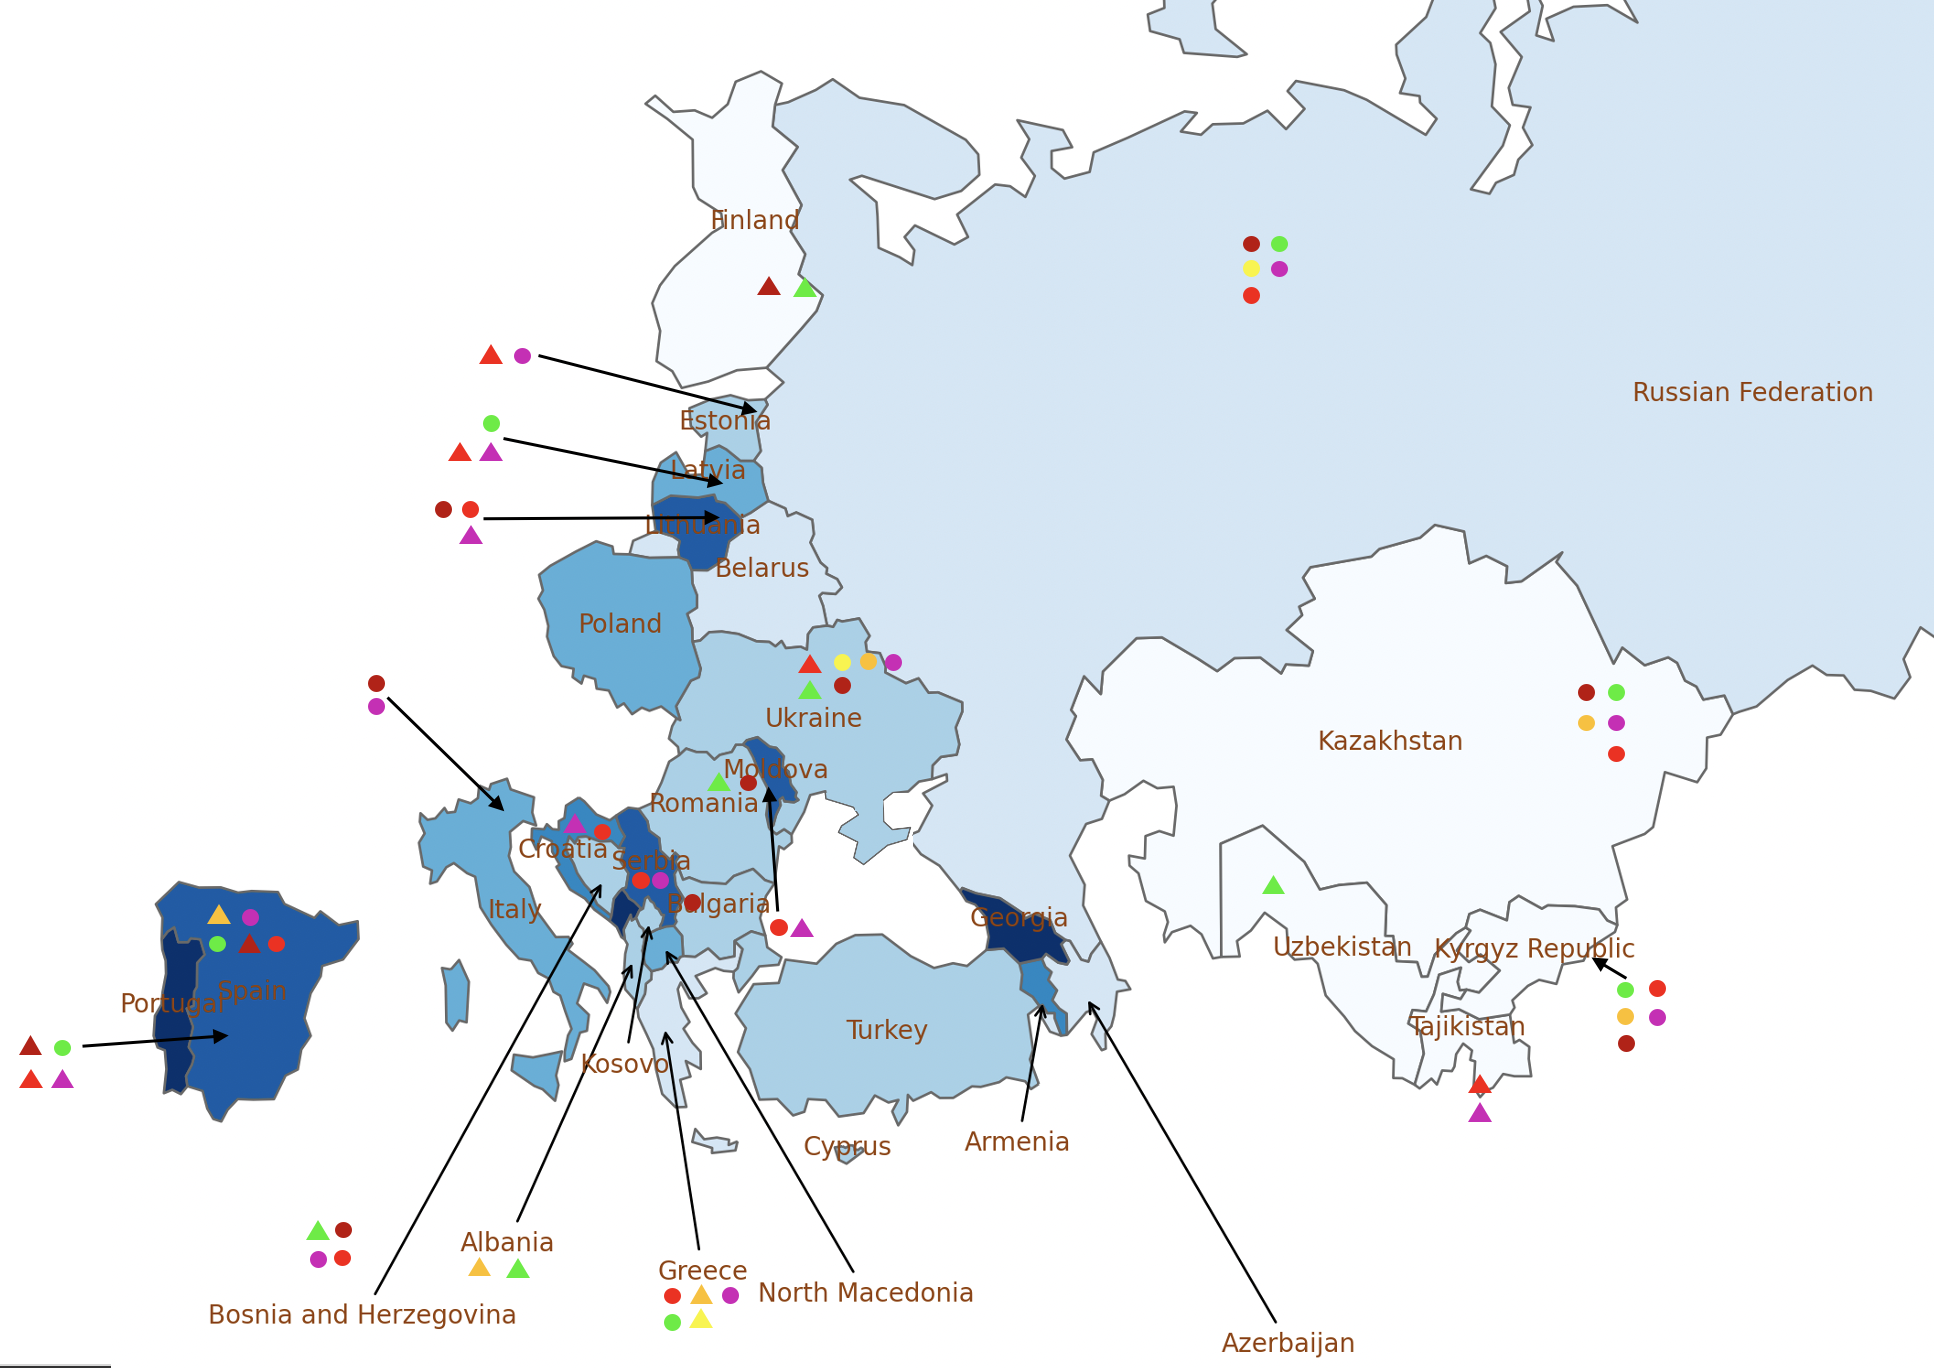 Finland
Russian Federation
Estonia
Latvia
Lithuania
Belarus
Poland
Ukraine
Kazakhstan
Moldova
Romania
Croatia
Serbia
Italy
Bulgaria
Georgia
Uzbekistan
Kyrgyz Republic
Spain
Portugal
Tajikistan
Turkey
Kosovo
Cyprus
Armenia
Albania
Greece
North Macedonia
Bosnia and Herzegovina
Azerbaijan